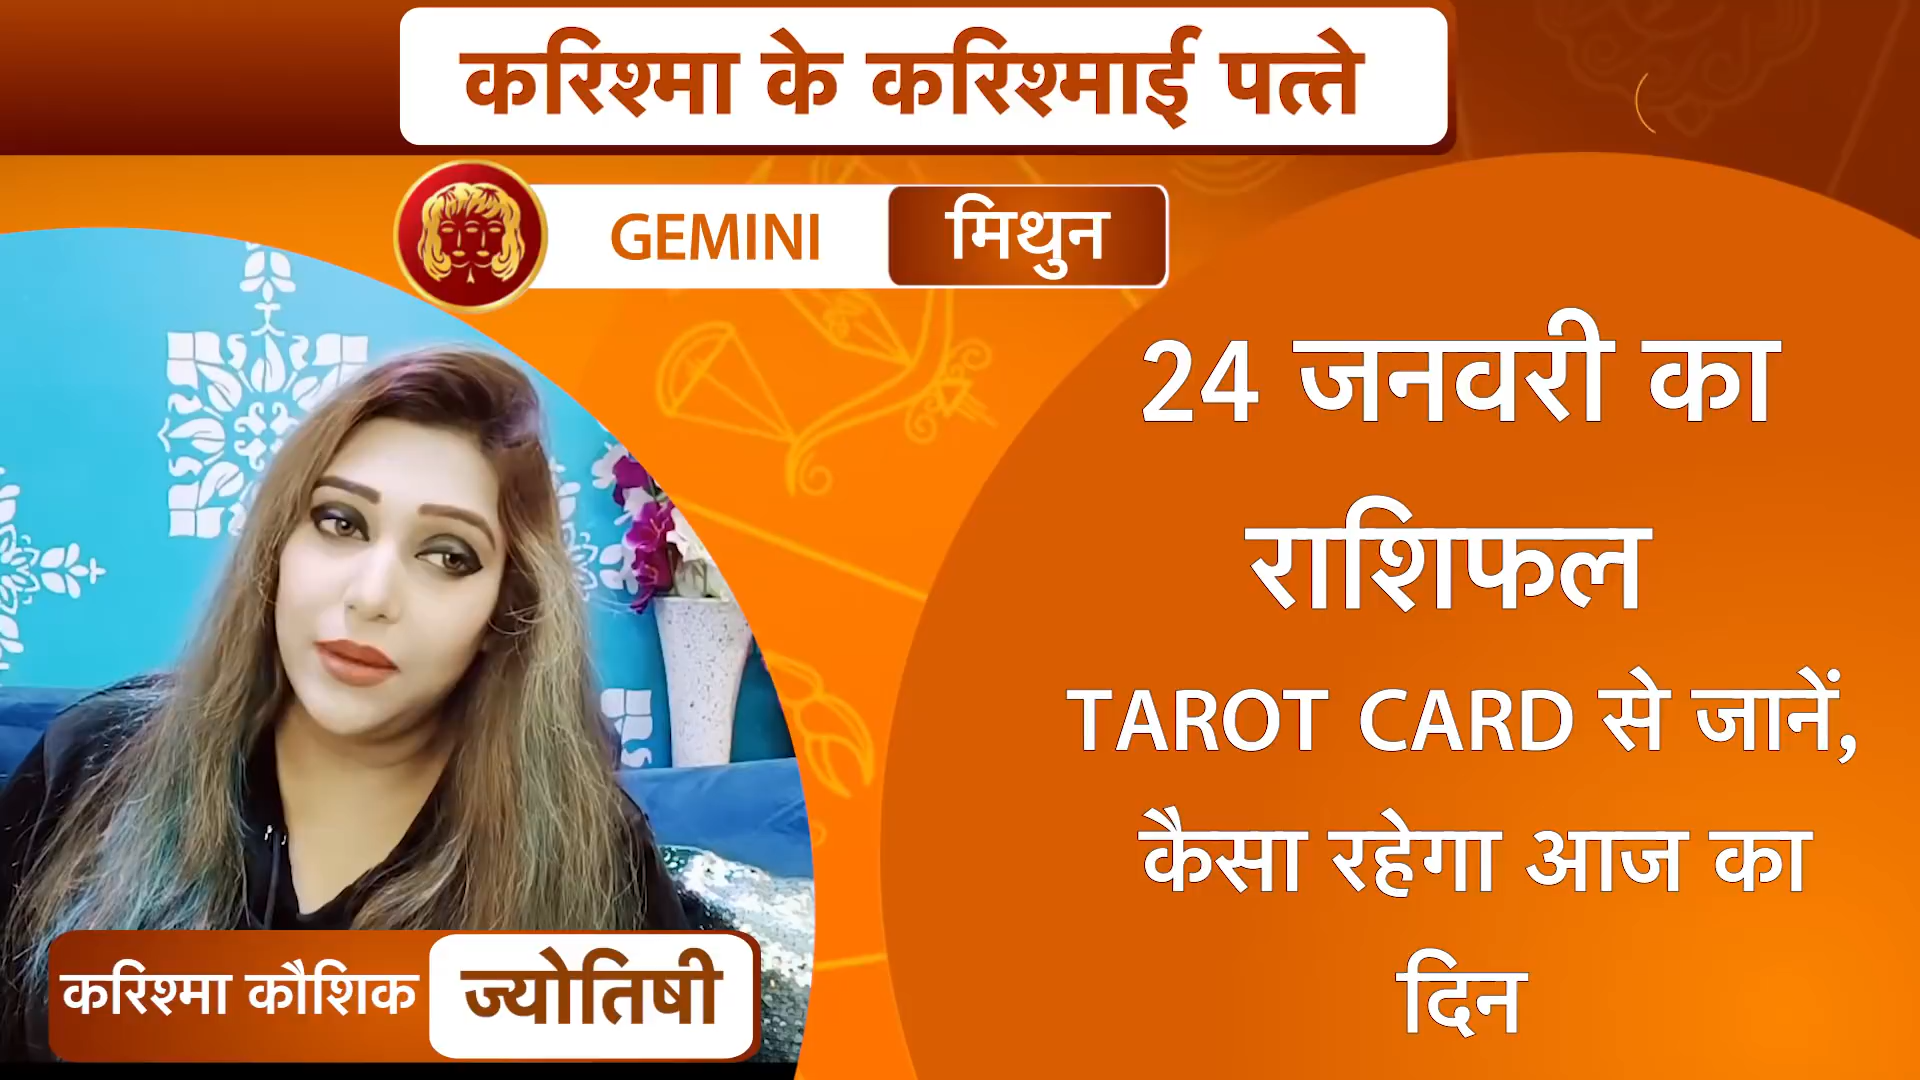 करिश्मा के करिश्माई पत्ते
GEMINI मिथुन
24 जनवरी का
राशिफल
TAROT CARD से जानें,
कैसा रहेगा आज का
दिन
करिश्मा कौशिक ज्योतिषी